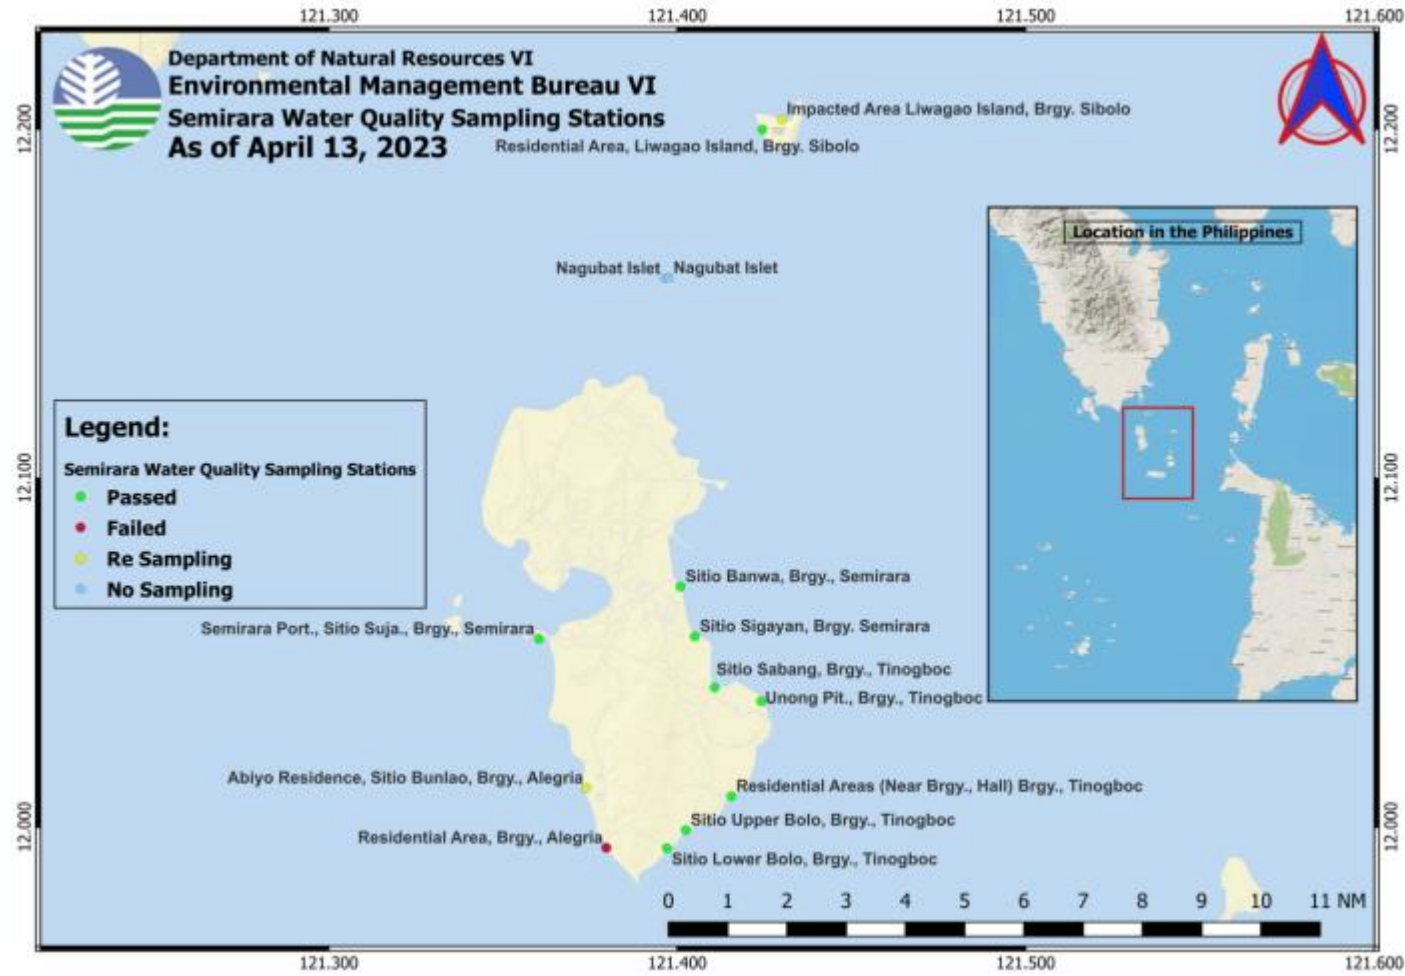 121.300
121.400
121.500
121.600
Department of Natural Resources VI
Environmental Management Bureau VI
Semirara Water Quality Sampling Stations
As of April 13, 2023
12.200
12.200
Impacted Area Liwagao Island, Brgy. Sibolo
Residential Area, Liwagao Island, Brgy. Sibolo
Location in the Philippines
Nagubat Islet
Nagubat Islet
Legend:
Semirara Water Quality Sampling Stations
Passed
Failed
Re Sampling
No Sampling
12.100
12.100
Sitio Banwa, Brgy., Semirara
Semirara Port., Sitio Suja., Brgy., Semirara
Sitio Sigayan, Brgy. Semirara
Sitio Sabang, Brgy., Tinogboc
Unong Pit., Brgy., Tinogboc
Abiyo Residence, Sitio Bunlao, Brgy., Alegria
Residential Areas (Near Brgy., Hall) Brgy., Tinogboc
Sitio Upper Bolo, Brgy., Tinogboc
12.000
12.000
Residential Area, Brgy., Alegria
Sitio Lower Bolo, Brgy., Tinogboc
0 1 2 3 4 5 6 7 8 9 10 11 NM
121.300
121.400
121.500
121.600